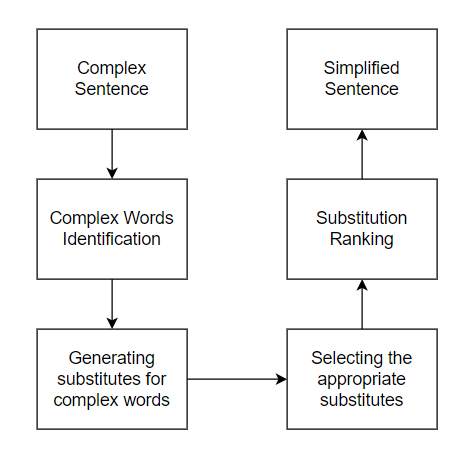 Complex
Sentence
Complex Words
Identification
Generating
substitutes for
complex words
Selecting the
appropriate
substitutes
Substitution
Ranking
Simplified
Sentence